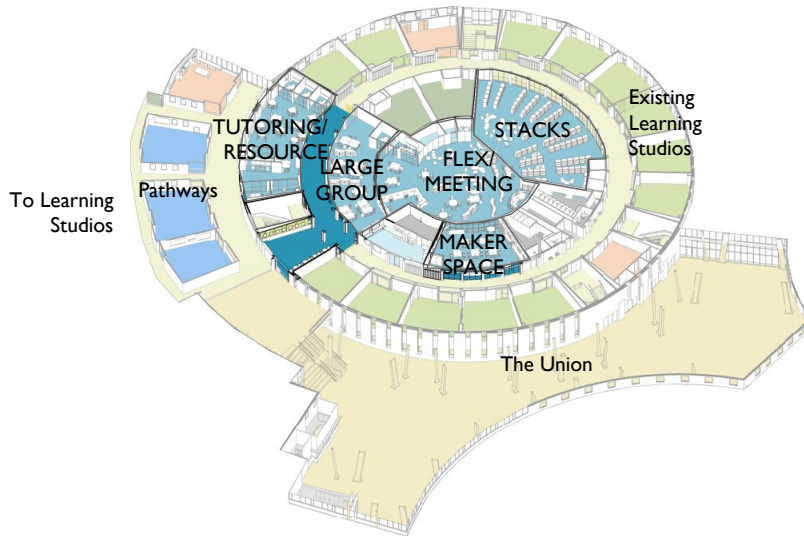 TUTORING/
RESOURCE
LARGE
GROUP
FLEX/
MEETING
STACKS
Existing
Learning
Studios
Pathways
To Learning
Studios
MAKER
SPACE
The Union